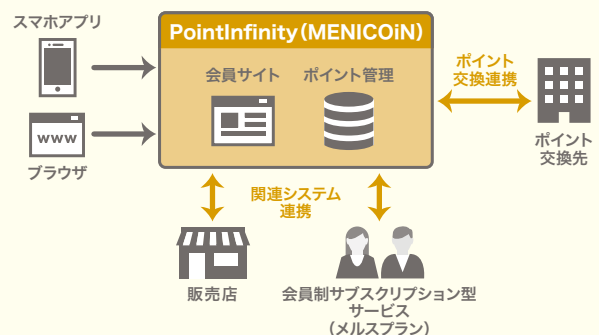 スマホアプリ
PointInfinity（MENICOiN）
会員サイト
ポイント管理
www
ブラウザ
ポイント
交換連携
ポイント
交換先
関連システム
連携
販売店
会員制サブスクリプション型
サービス
（メルスプラン）